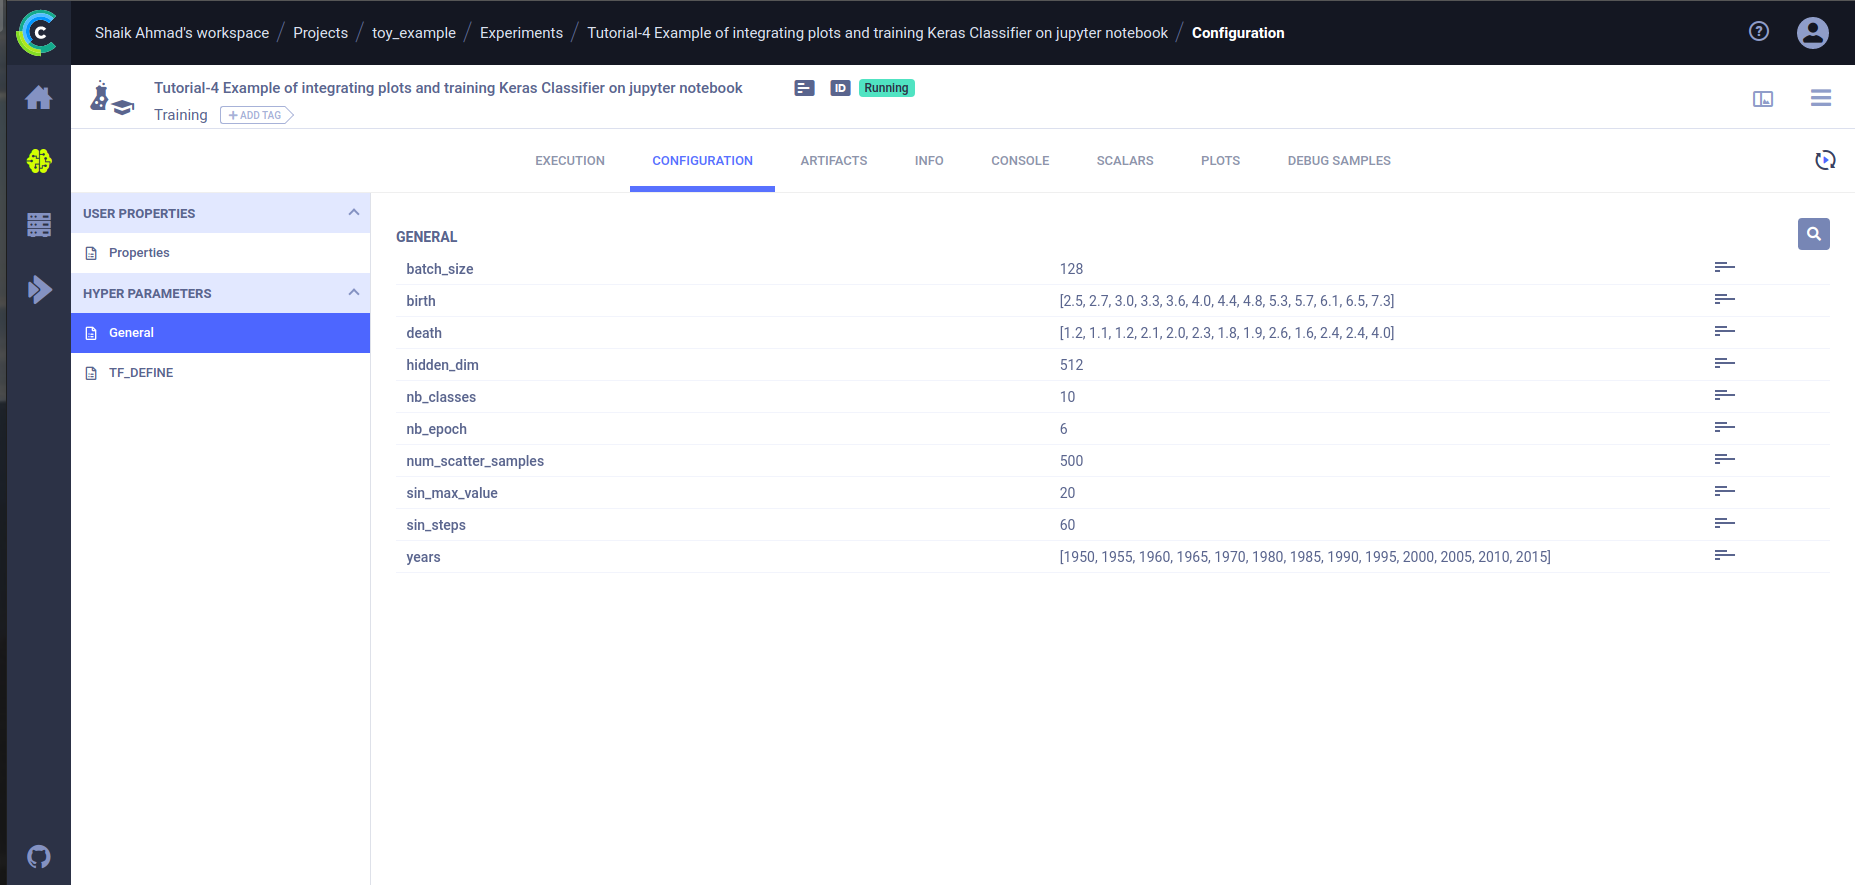 Shaik Ahmad's workspace / Projects / toy_example / Experiments / Tutorial-4 Example of integrating plots and training Keras Classifier on jupyter notebook / Configuration
Tutorial-4 Example of integrating plots and training Keras Classifier on jupyter notebook ID Running
Training + ADD TAG
EXECUTION CONFIGURATION ARTIFACTS INFO CONSOLE SCALARS PLOTS DEBUG SAMPLES
USER PROPERTIES
Properties
HYPER PARAMETERS
General
TF_DEFINE
GENERAL
batch_size 128
birth [2.5, 2.7, 3.0, 3.3, 3.6, 4.0, 4.4, 4.8, 5.3, 5.7, 6.1, 6.5, 7.3]
death [1.2, 1.1, 1.2, 2.1, 2.0, 2.3, 1.8, 1.9, 2.6, 1.6, 2.4, 2.4, 4.0]
hidden_dim 512
nb_classes 10
nb_epoch 6
num_scatter_samples 500
sin_max_value 20
sin_steps 60
years [1950, 1955, 1960, 1965, 1970, 1980, 1985, 1990, 1995, 2000, 2005, 2010, 2015]